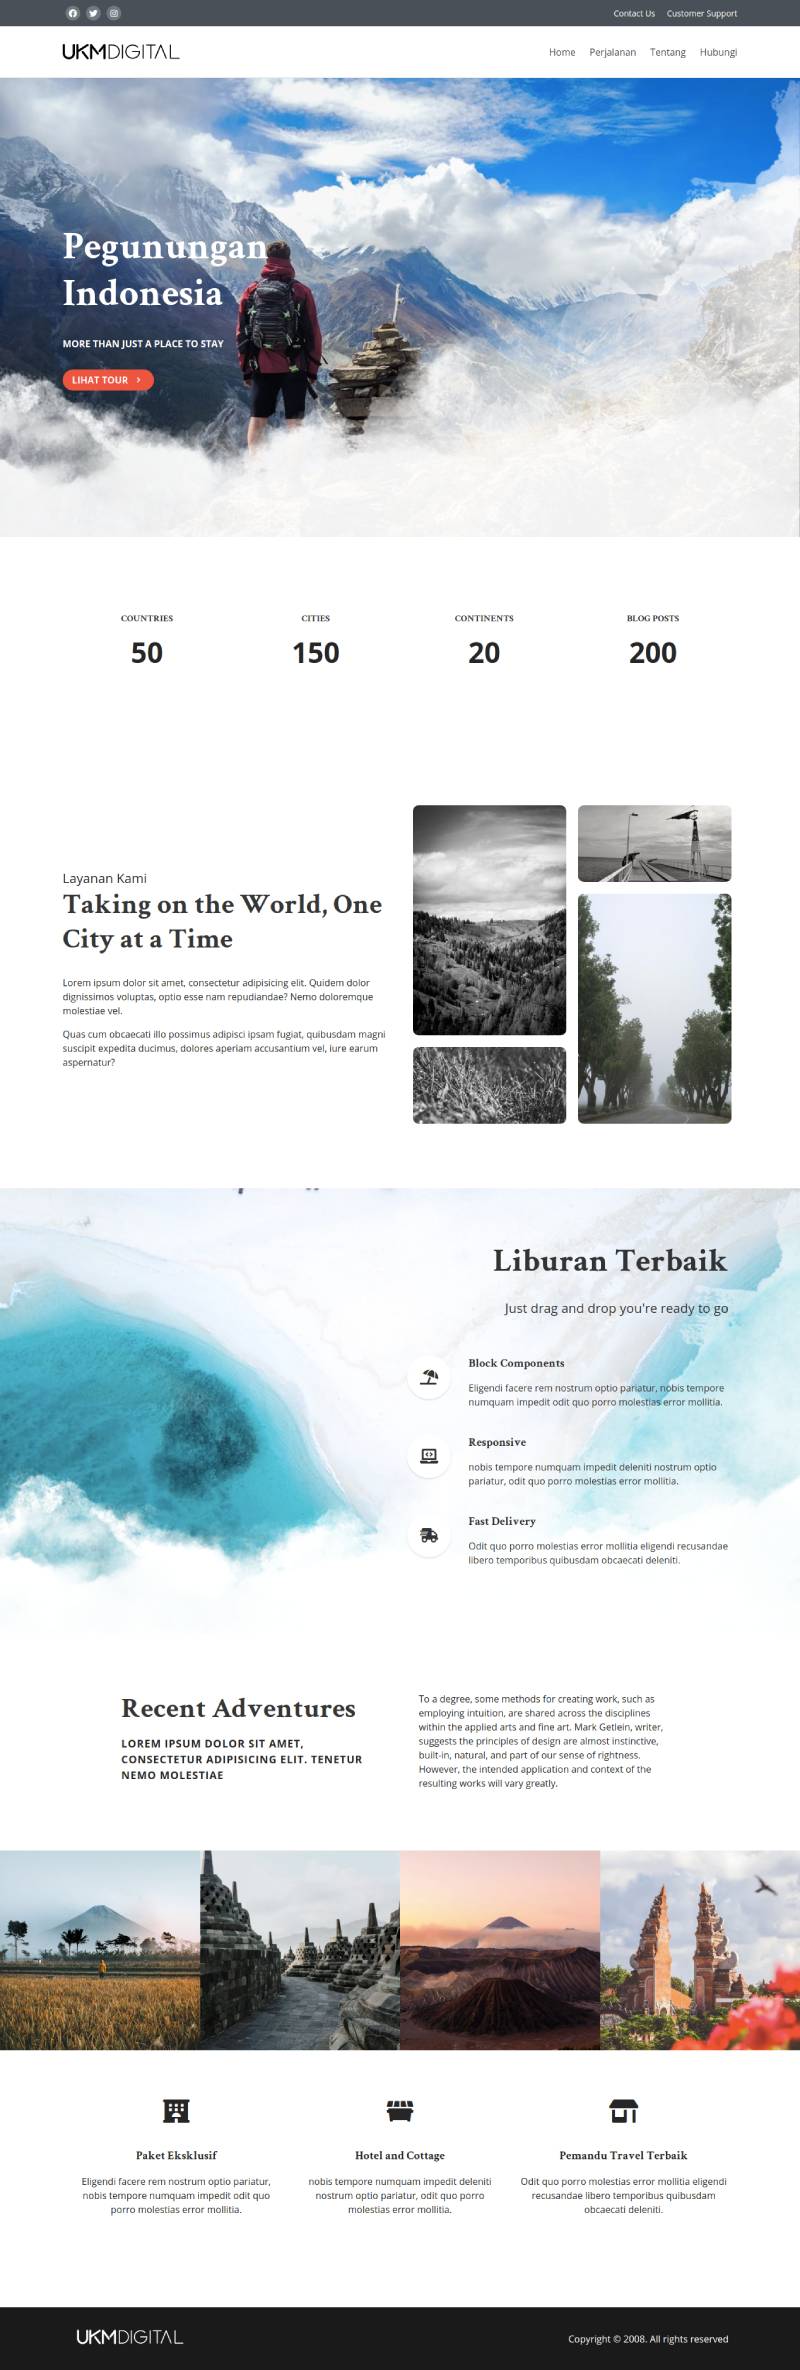 Contact Us Customer Support
UKMDIGITAL
Home Perjalanan Tentang Hubungi
Pegunungan
Indonesia
MORE THAN JUST A PLACE TO STAY
LIHAT TOUR
COUNTRIES
50
CITIES
150
CONTINENTS
20
BLOG POSTS
200
Layanan Kami
Taking on the World, One
City at a Time
Lorem ipsum dolor sit amet, consectetur adipisicing elit. Quidem dolor
dignissimos voluptas, optio esse nam repudiandae? Nemo doloremque
molestiae vel.
Quas cum obcaecati illo possimus adipisci ipsam fugiat, quibusdam magni
suscipit expedita ducimus, dolores aperiam accusantium vel, iure earum
aspernatur?
Liburan Terbaik
Just drag and drop you're ready to go
Block Components
Eligendi facere rem nostrum optio pariatur, nobis tempore
numquam impedit odit quo porro molestias error mollitia.
Responsive
nobis tempore numquam impedit deleniti nostrum optio
pariatur, odit quo porro molestias error mollitia.
Fast Delivery
Odit quo porro molestias error mollitia eligendi recusandae
libero temporibus quibusdam obcaecati deleniti.
Recent Adventures
LOREM IPSUM DOLOR SIT AMET,
CONSECTETUR ADIPISICING ELIT. TENETUR
NEMO MOLESTIAE
To a degree, some methods for creating work, such as
employing intuition, are shared across the disciplines
within the applied arts and fine art. Mark Getlein, writer,
suggests the principles of design are almost instinctive,
built-in, natural, and part of our sense of rightness.
However, the intended application and context of the
resulting works will vary greatly.
Paket Eksklusif
Eligendi facere rem nostrum optio pariatur,
nobis tempore numquam impedit odit quo
porro molestias error mollitia.
Hotel and Cottage
nobis tempore numquam impedit deleniti
nostrum optio pariatur, odit quo porro
molestias error mollitia.
Pemandu Travel Terbaik
Odit quo porro molestias error mollitia eligendi
recusandae libero temporibus quibusdam
obcaecati deleniti.
UKMDIGITAL
Copyright © 2008. All rights reserved